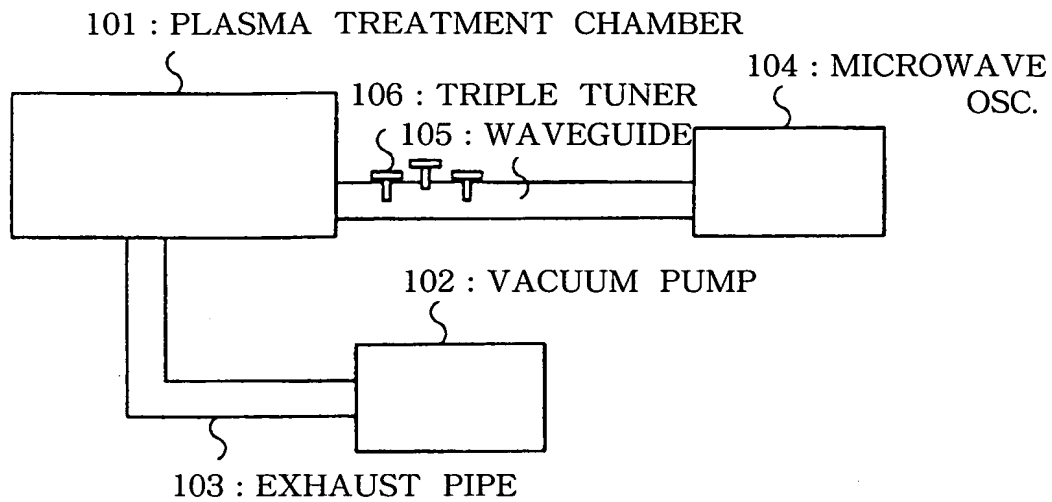 101 : PLASMA TREATMENT CHAMBER
104 : MICROWAVE
OSC.
106 : TRIPLE TUNER
105 : WAVEGUIDE
102 : VACUUM PUMP
103 : EXHAUST PIPE